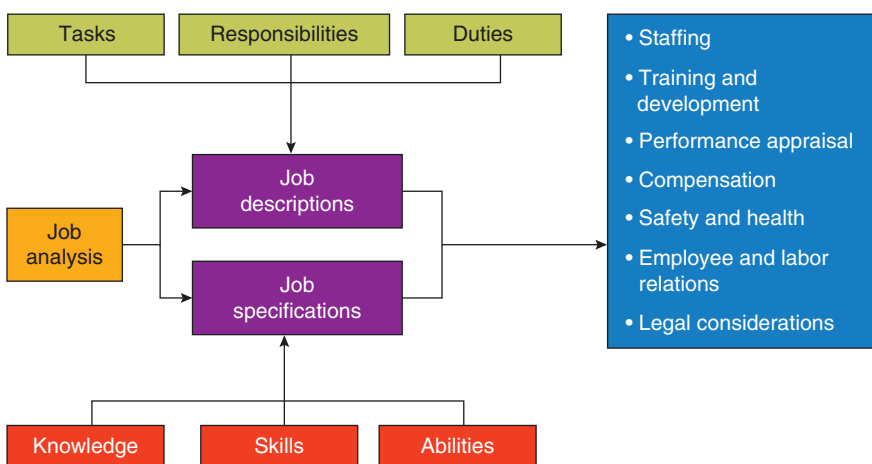 Tasks
Responsibilities
Duties
Job
descriptions
Job
analysis
Job
specifications
Knowledge
Skills
Abilities
• Staffing
• Training and
development
• Performance appraisal
• Compensation
• Safety and health
• Employee and labor
relations
• Legal considerations